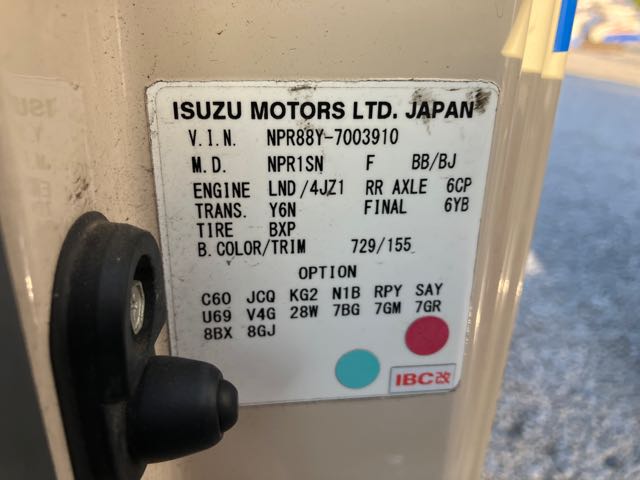 ISUZU MOTORS LTD. JAPAN
V.I.N. NPR88Y-7003910
M.D. NPR1SN F BB/BJ
ENGINE LND/4JZ1 RR AXLE 6CP
TRANS. Y6N FINAL 6YB
TIRE BXP
B.COLOR/TRIM 729/155
OPTION
C60 JCQ KG2 N1B RPY SAY
U69 V4G 28W 7BG 7GM 7GR
8BX 8GJ
IBC改